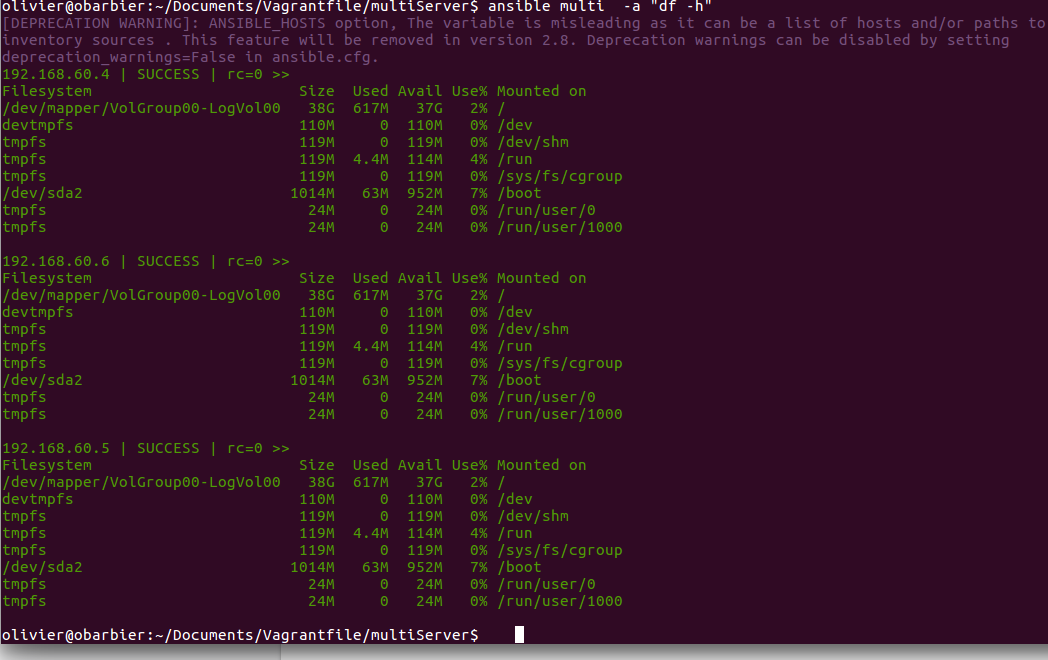 olivier@obarbier:~/Documents/Vagrantfile/multiServer$ ansible multi  -a "df -h"
[DEPRECATION WARNING]: ANSIBLE_HOSTS option, The variable is misleading as it can be a list of hosts and/or paths to
inventory sources . This feature will be removed in version 2.8. Deprecation warnings can be disabled by setting
deprecation_warnings=False in ansible.cfg.
192.168.60.4 | SUCCESS | rc=0 >>
Filesystem                       Size  Used Avail Use% Mounted on
/dev/mapper/VolGroup00-LogVol00   38G  617M   37G   2% /
devtmpfs                         110M     0  110M   0% /dev
tmpfs                            119M     0  119M   0% /dev/shm
tmpfs                            119M  4.4M  114M   4% /run
tmpfs                            119M     0  119M   0% /sys/fs/cgroup
/dev/sda2                       1014M   63M  952M   7% /boot
tmpfs                             24M     0   24M   0% /run/user/0
tmpfs                             24M     0   24M   0% /run/user/1000

192.168.60.6 | SUCCESS | rc=0 >>
Filesystem                       Size  Used Avail Use% Mounted on
/dev/mapper/VolGroup00-LogVol00   38G  617M   37G   2% /
devtmpfs                         110M     0  110M   0% /dev
tmpfs                            119M     0  119M   0% /dev/shm
tmpfs                            119M  4.4M  114M   4% /run
tmpfs                            119M     0  119M   0% /sys/fs/cgroup
/dev/sda2                       1014M   63M  952M   7% /boot
tmpfs                             24M     0   24M   0% /run/user/0
tmpfs                             24M     0   24M   0% /run/user/1000

192.168.60.5 | SUCCESS | rc=0 >>
Filesystem                       Size  Used Avail Use% Mounted on
/dev/mapper/VolGroup00-LogVol00   38G  617M   37G   2% /
devtmpfs                         110M     0  110M   0% /dev
tmpfs                            119M     0  119M   0% /dev/shm
tmpfs                            119M  4.4M  114M   4% /run
tmpfs                            119M     0  119M   0% /sys/fs/cgroup
/dev/sda2                       1014M   63M  952M   7% /boot
tmpfs                             24M     0   24M   0% /run/user/0
tmpfs                             24M     0   24M   0% /run/user/1000

olivier@obarbier:~/Documents/Vagrantfile/multiServer$